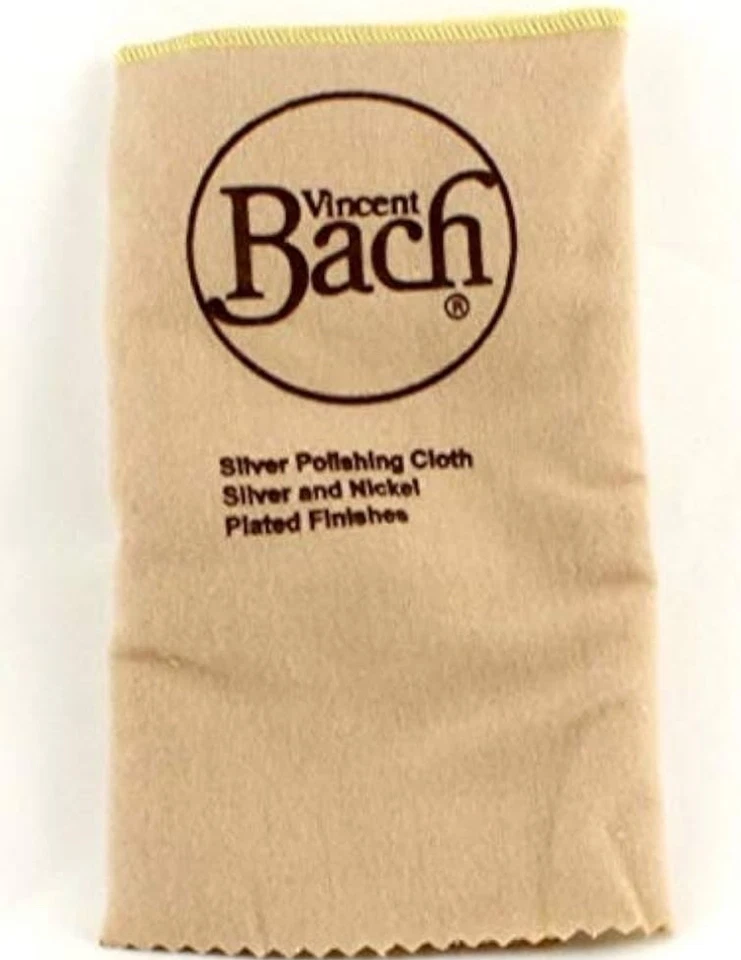 Vincent
Bach
®
Silver Polishing Cloth
Silver and Nickel
Plated Finishes